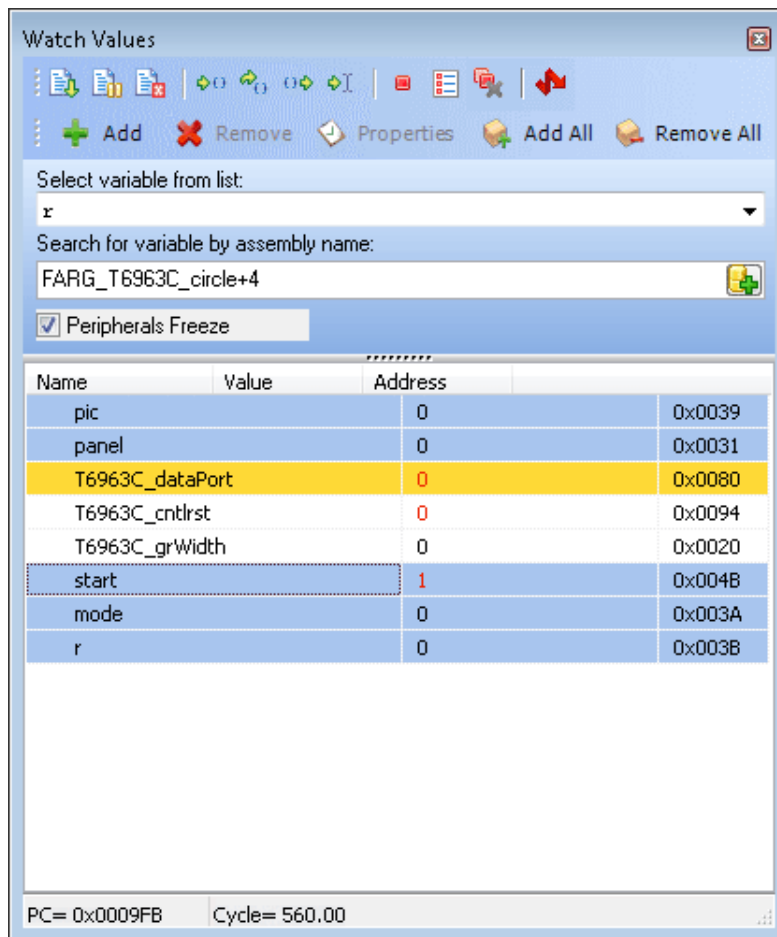 Watch Values
Add Remove Properties Add All Remove All
Select variable from list:
r
Search for variable by assembly name:
FARG_T6963C_circle+4
Peripherals Freeze
Name Value Address
pic 0 0x0039
panel 0 0x0031
T6963C_dataPort 0 0x0080
T6963C_cntlrst 0 0x0094
T6963C_grWidth 0 0x0020
start 1 0x004B
mode 0 0x003A
r 0 0x003B
PC= 0x0009FB Cycle= 560.00